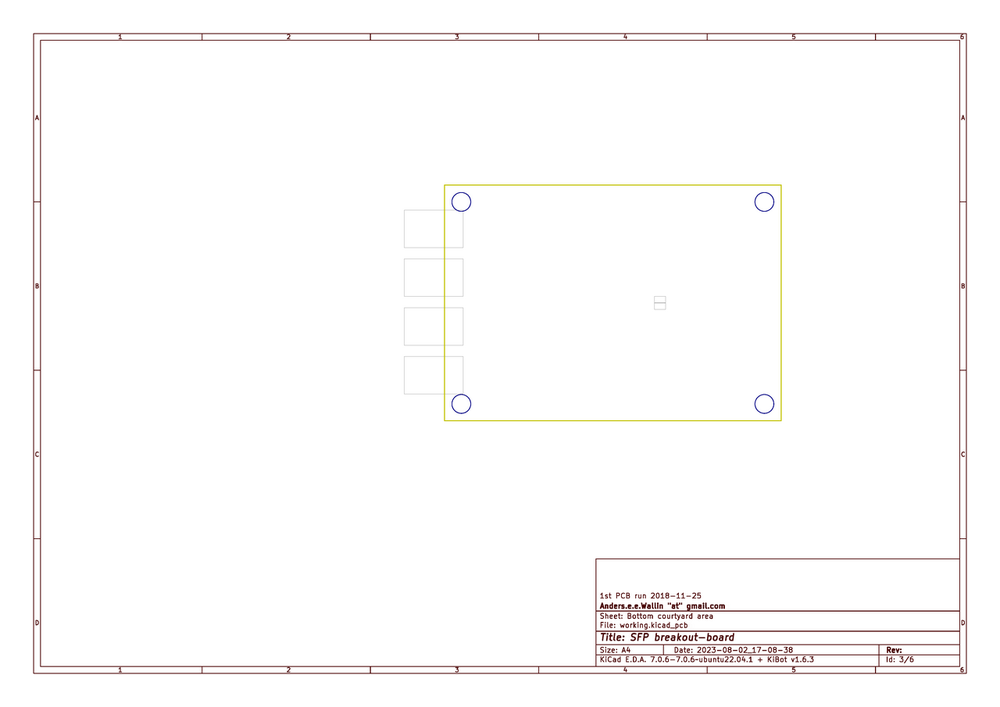 1 2 3 4 5 6
A A
B B
C C
D D
1st PCB run 2018-11-25
Anders.e.e.Wallin "at" gmail.com
Sheet: Bottom courtyard area
File: working.kicad_pcb
Title: SFP breakout-board
Size: A4 Date: 2023-08-02_17-08-38 Rev:
KiCad E.D.A. 7.0.6-7.0.6~ubuntu22.04.1 + KiBot v1.6.3 Id: 3/6
1 2 3 4 5 6